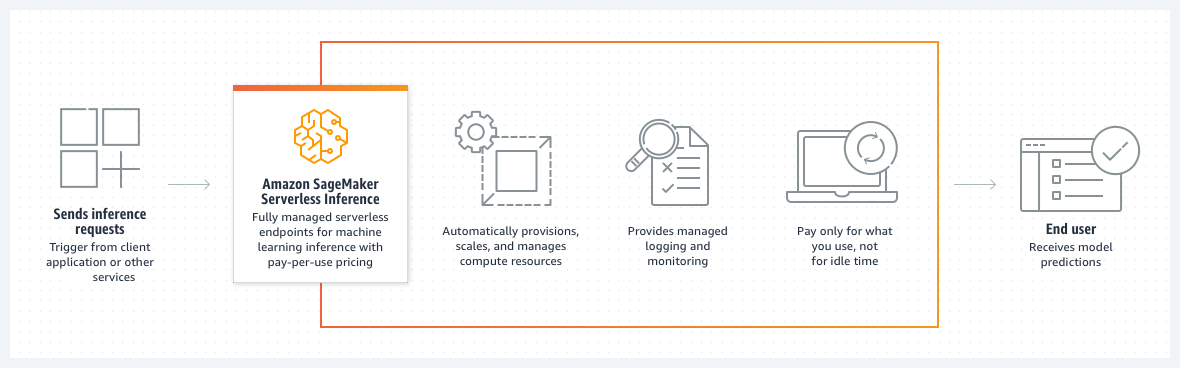 Sends inference
requests
Trigger from client
application or other
services
Amazon SageMaker
Serverless Inference
Fully managed serverless
endpoints for machine
learning inference with
pay-per-use pricing
Automatically provisions,
scales, and manages
compute resources
Provides managed
logging and
monitoring
Pay only for what
you use, not
for idle time
End user
Receives model
predictions